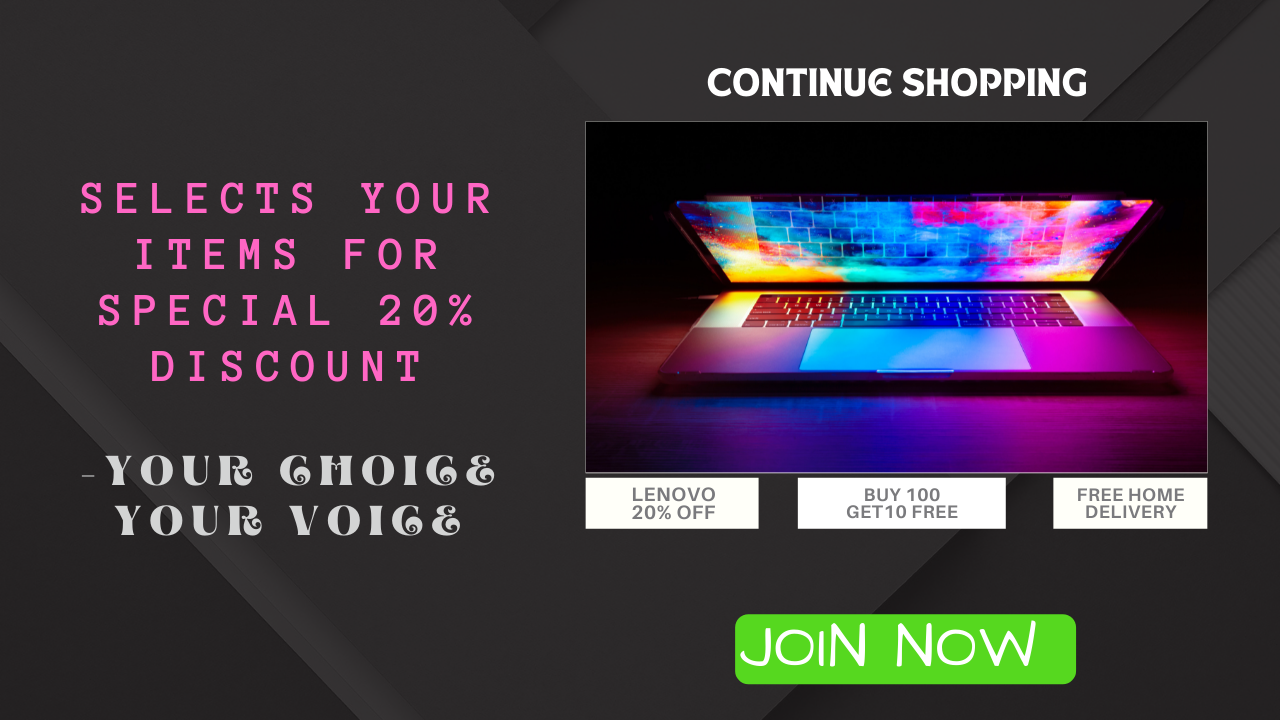 CONTINUE SHOPPING
SELECTS YOUR
ITEMS FOR
SPECIAL 20%
DISCOUNT
–YOUR CHOICE
YOUR VOICE
LENOVO
20% OFF
BUY 100
GET10 FREE
FREE HOME
DELIVERY
JOIN NOW